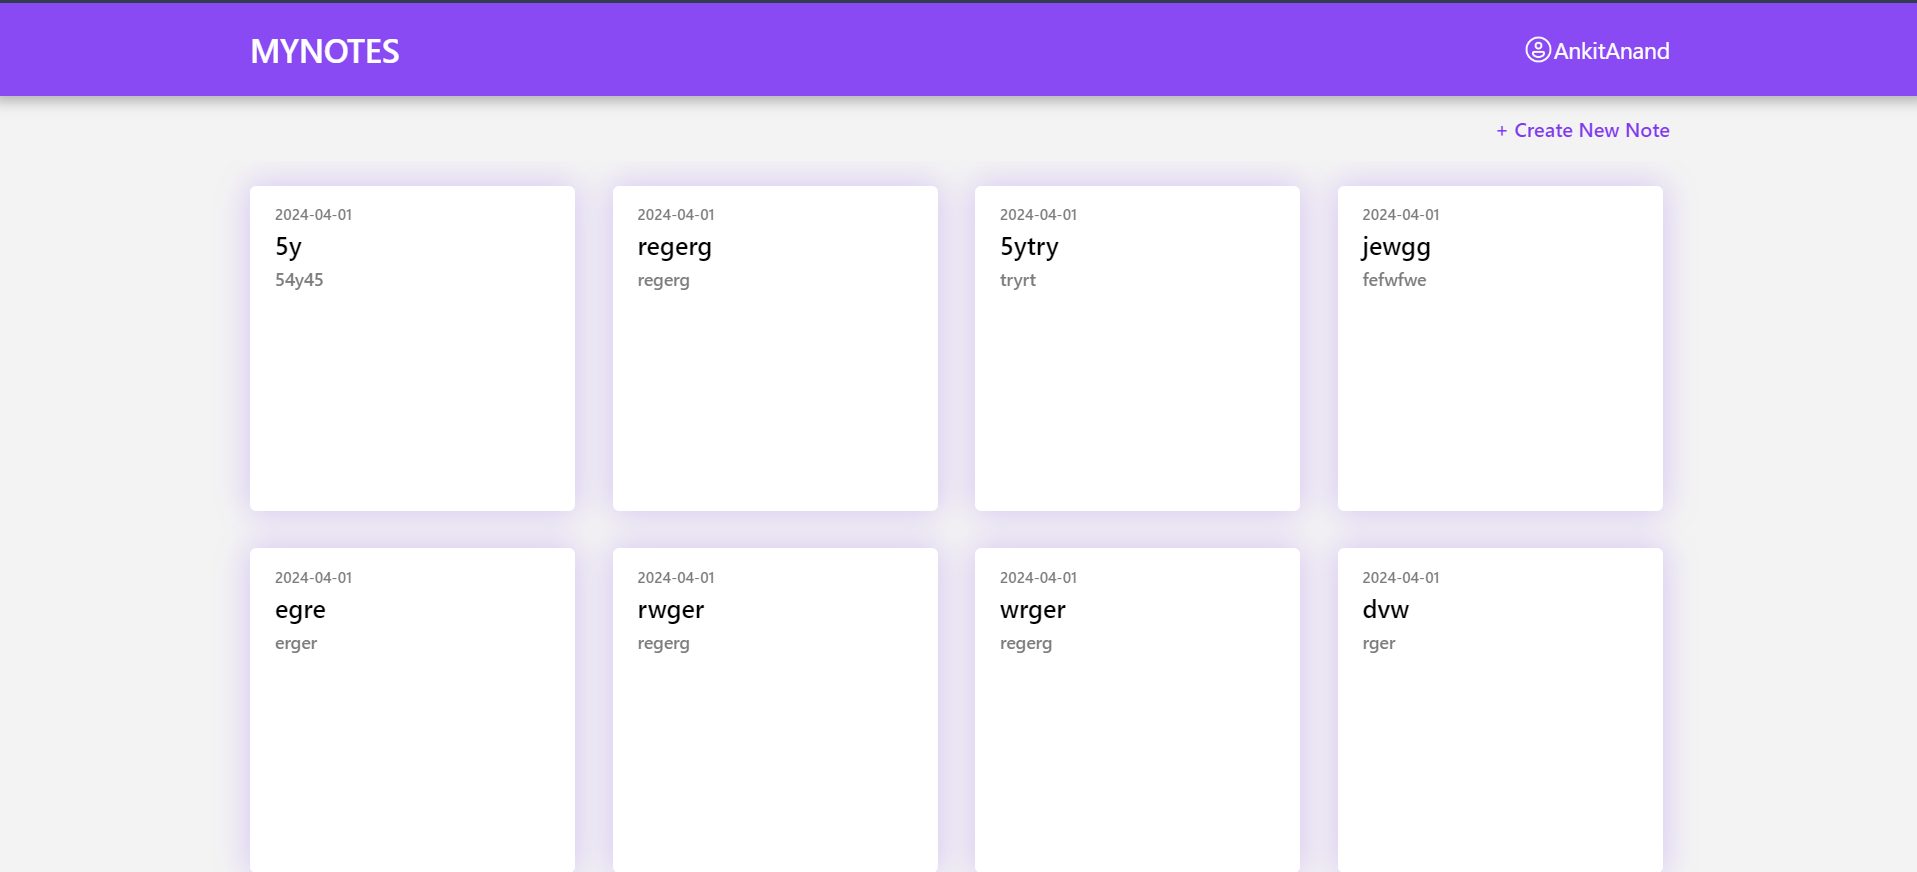 MYNOTES
AnkitAnand
+ Create New Note
2024-04-01
5y
54y45
2024-04-01
regerg
regerg
2024-04-01
5ytry
tryrt
2024-04-01
jewgg
fefwfwe
2024-04-01
egre
erger
2024-04-01
rwger
regerg
2024-04-01
wrger
regerg
2024-04-01
dvw
rger